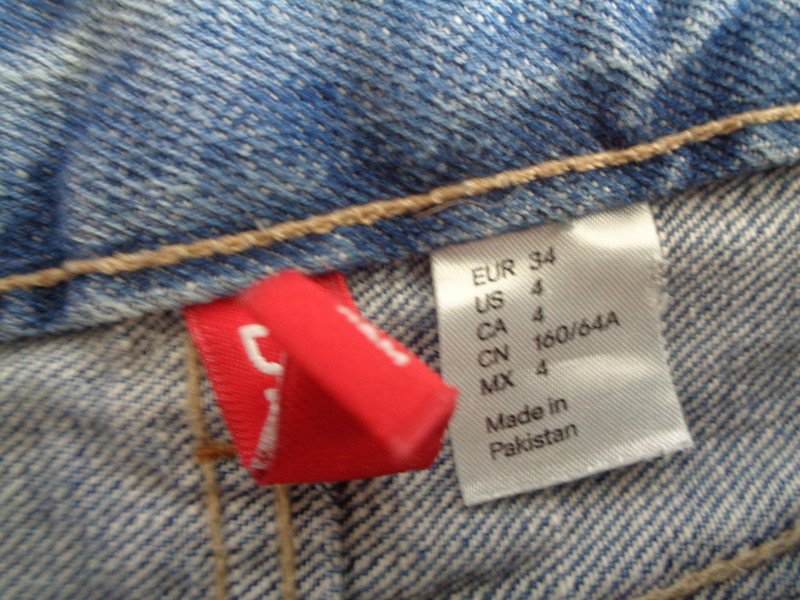 EUR 34
US 4
CA 4
CN 160/64A
MX 4
Made in
Pakistan